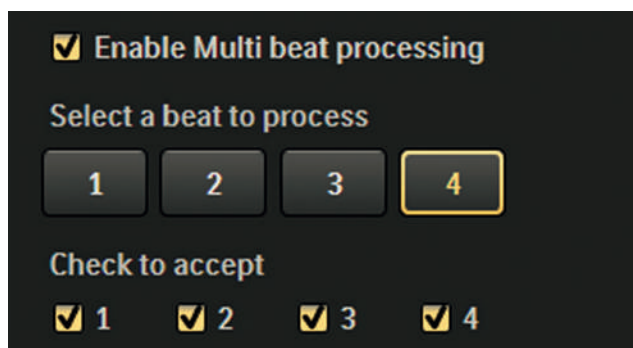 Enable Multi beat processing
Select a beat to process
1 2 3 4
Check to accept
1 2 3 4